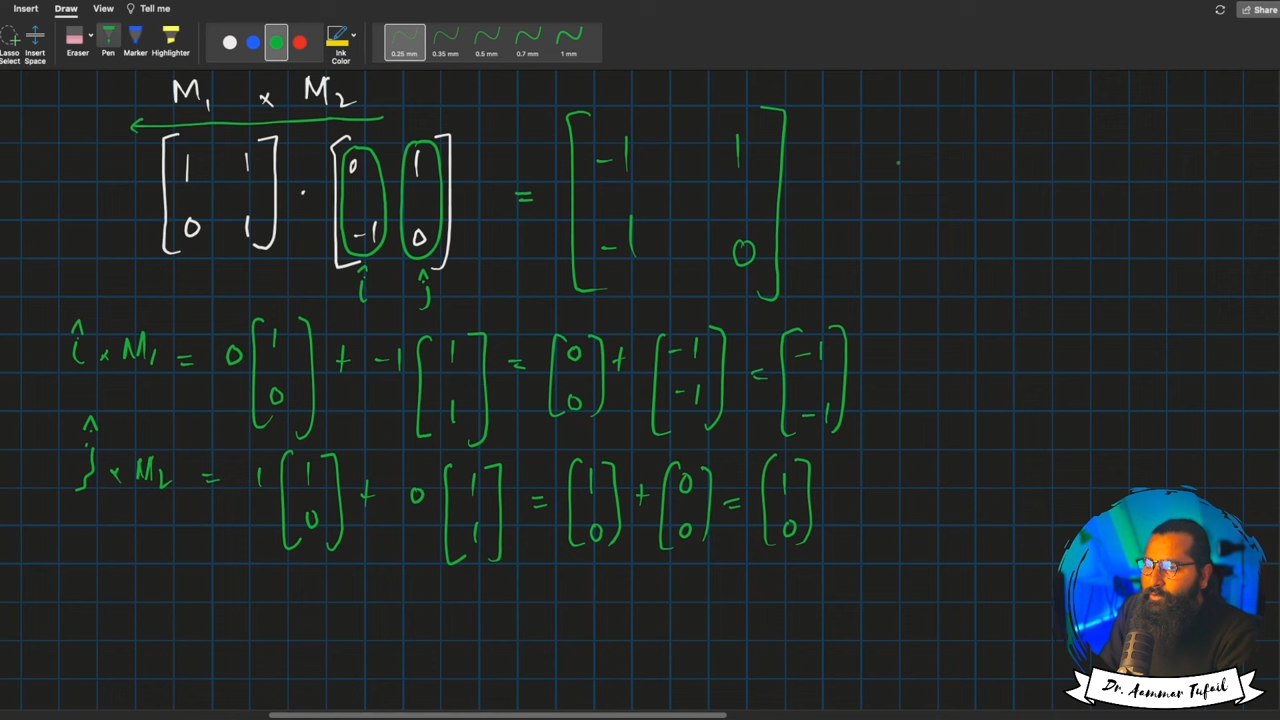 Insert Draw View Tell me
Share
Lasso Select
Insert Space
Eraser
Pen
Marker
Highlighter
Ink Color
0.25 mm 0.35 mm 0.5 mm 0.7 mm 1 mm
M₁ × M₂
[1 1 · [0 1 = [-1 1
0 1] -1 0] -1 0]
î ĵ
î × M₁ = 0 [1 0] + -1 [1 1] = [0 0] + [-1 -1] = [-1 -1]
ĵ × M₂ = 1 [1 0] + 0 [1 1] = [1 0] + [0 0] = [1 0]
Dr. Aammar Tufail